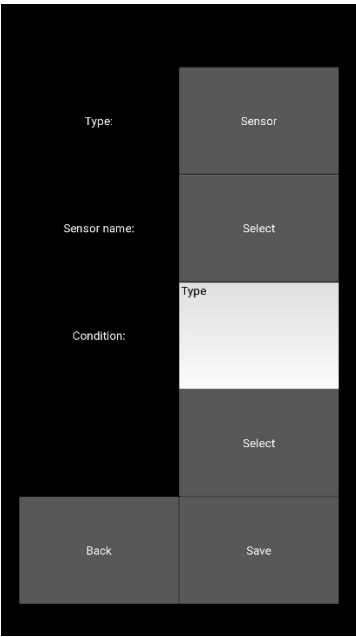 Type:
Sensor
Sensor name:
Select
Type
Condition:
Select
Back
Save